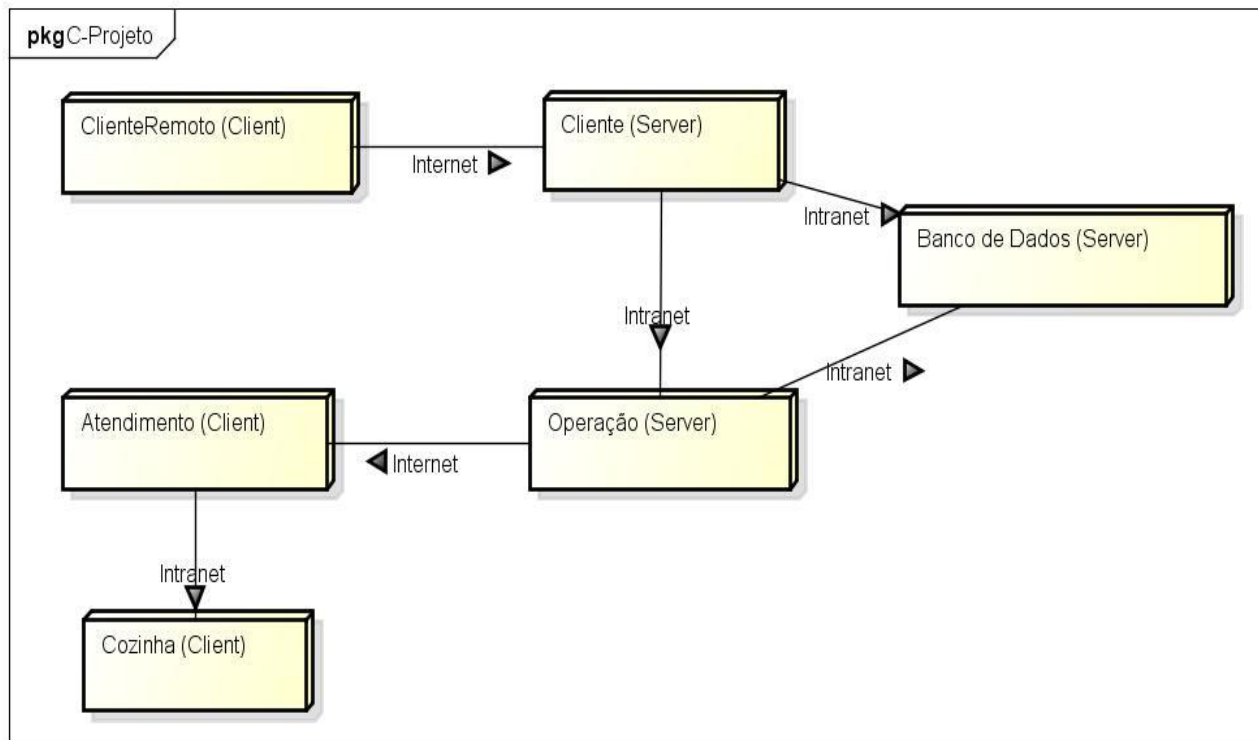 pkg C-Projeto
ClienteRemoto (Client)
Cliente (Server)
Internet
Intranet
Banco de Dados (Server)
Intranet
Intranet
Atendimento (Client)
Operação (Server)
Internet
Intranet
Cozinha (Client)